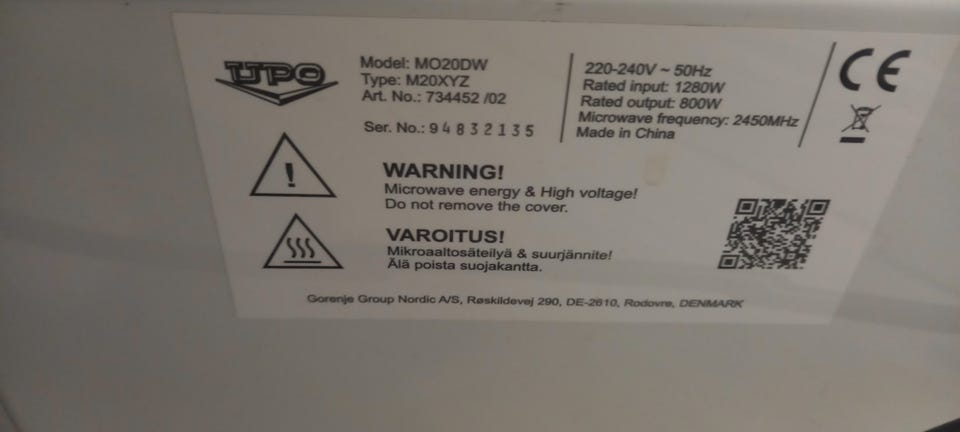 UPO
Model: MO20DW
Type: M20XYZ
Art. No.: 734452 /02
Ser. No.: 94832135
220-240V ~ 50Hz
Rated input: 1280W
Rated output: 800W
Microwave frequency: 2450MHz
Made in China
CE
!
WARNING!
Microwave energy & High voltage!
Do not remove the cover.
VAROITUS!
Mikroaaltosäteilyä & suurjännite!
Älä poista suojakantta.
Gorenje Group Nordic A/S, Røskildevej 290, DE-2610, Rodovre, DENMARK